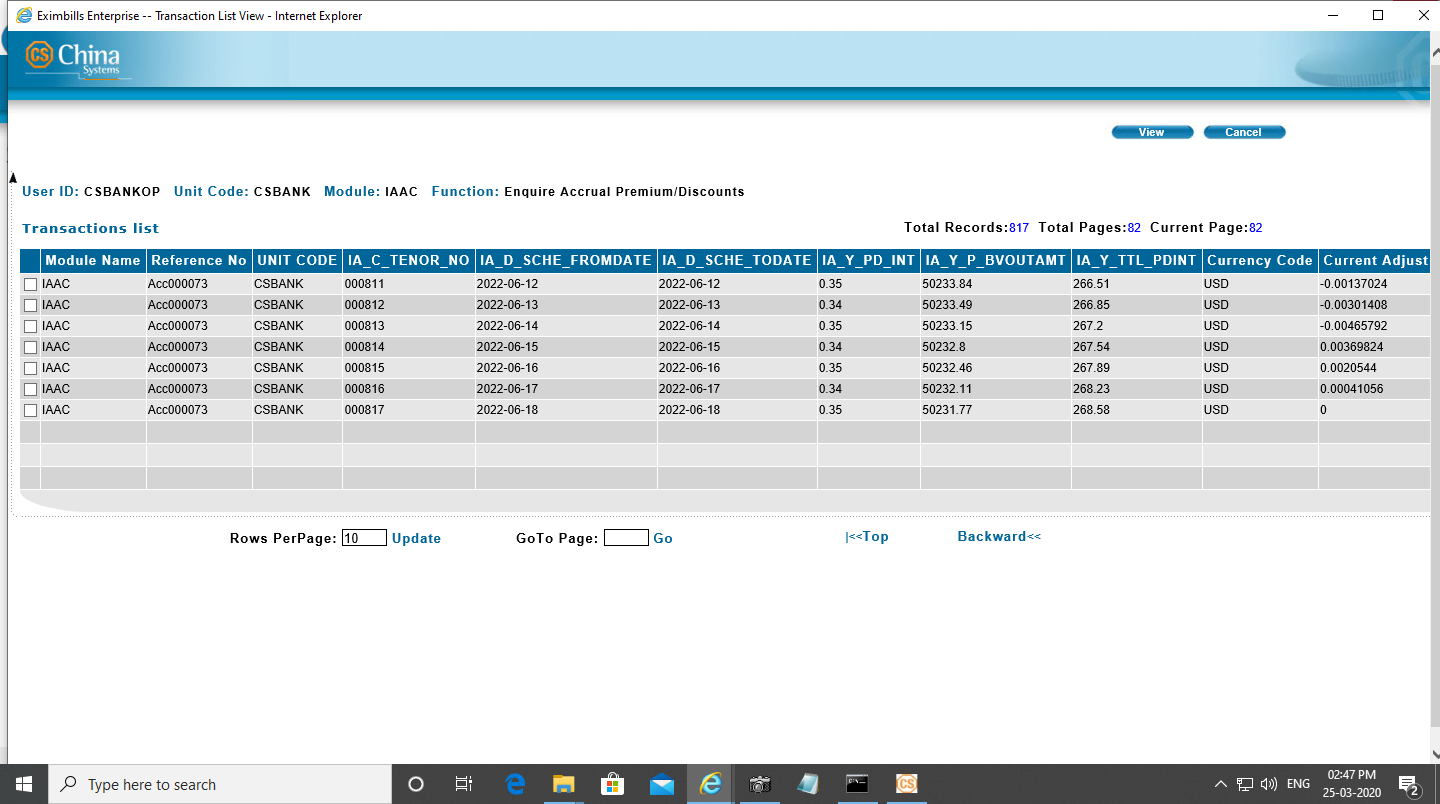 Eximbills Enterprise -- Transaction List View - Internet Explorer
CS China
Systems
View Cancel
User ID: CSBANKOP Unit Code: CSBANK Module: IAAC Function: Enquire Accrual Premium/Discounts
Transactions list Total Records:817 Total Pages:82 Current Page:82
Module Name Reference No UNIT CODE IA_C_TENOR_NO IA_D_SCHE_FROMDATE IA_D_SCHE_TODATE IA_Y_PD_INT IA_Y_P_BVOUTAMT IA_Y_TTL_PDINT Currency Code Current Adjust
IAAC Acc000073 CSBANK 000811 2022-06-12 2022-06-12 0.35 50233.84 266.51 USD -0.00137024
IAAC Acc000073 CSBANK 000812 2022-06-13 2022-06-13 0.34 50233.49 266.85 USD -0.00301408
IAAC Acc000073 CSBANK 000813 2022-06-14 2022-06-14 0.35 50233.15 267.2 USD -0.00465792
IAAC Acc000073 CSBANK 000814 2022-06-15 2022-06-15 0.34 50232.8 267.54 USD 0.00369824
IAAC Acc000073 CSBANK 000815 2022-06-16 2022-06-16 0.35 50232.46 267.89 USD 0.0020544
IAAC Acc000073 CSBANK 000816 2022-06-17 2022-06-17 0.34 50232.11 268.23 USD 0.00041056
IAAC Acc000073 CSBANK 000817 2022-06-18 2022-06-18 0.35 50231.77 268.58 USD 0
Rows PerPage: 10 Update GoTo Page: Go |<<Top Backward<<
Type here to search
ENG
02:47 PM
25-03-2020
2
CS